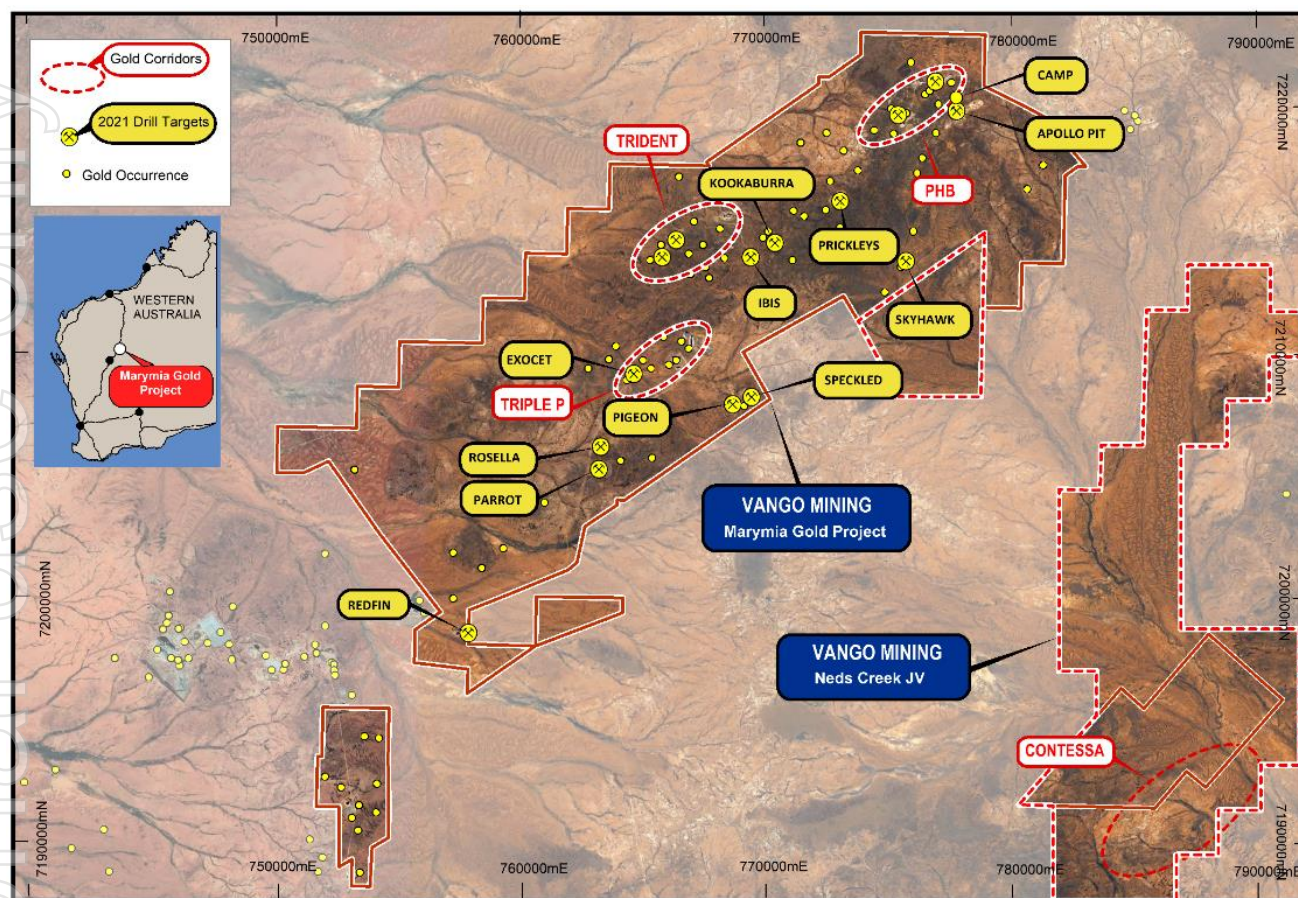 750000mE
760000mE
770000mE
780000mE
790000mE
Gold Corridors
2021 Drill Targets
Gold Occurrence
WESTERN
AUSTRALIA
Marymia Gold
Project
CAMP
7220000mN
7220000mN
APOLLO PIT
TRIDENT
KOOKABURRA
PHB
PRICKLEYS
IBIS
SKYHAWK
7210000mN
EXOCET
SPECKLED
TRIPLE P
PIGEON
ROSELLA
PARROT
VANGO MINING
Marymia Gold Project
7200000mN
7200000mN
REDFIN
VANGO MINING
Neds Creek JV
CONTESSA
7190000mN
7190000mN
750000mE
760000mE
770000mE
780000mE
790000mE